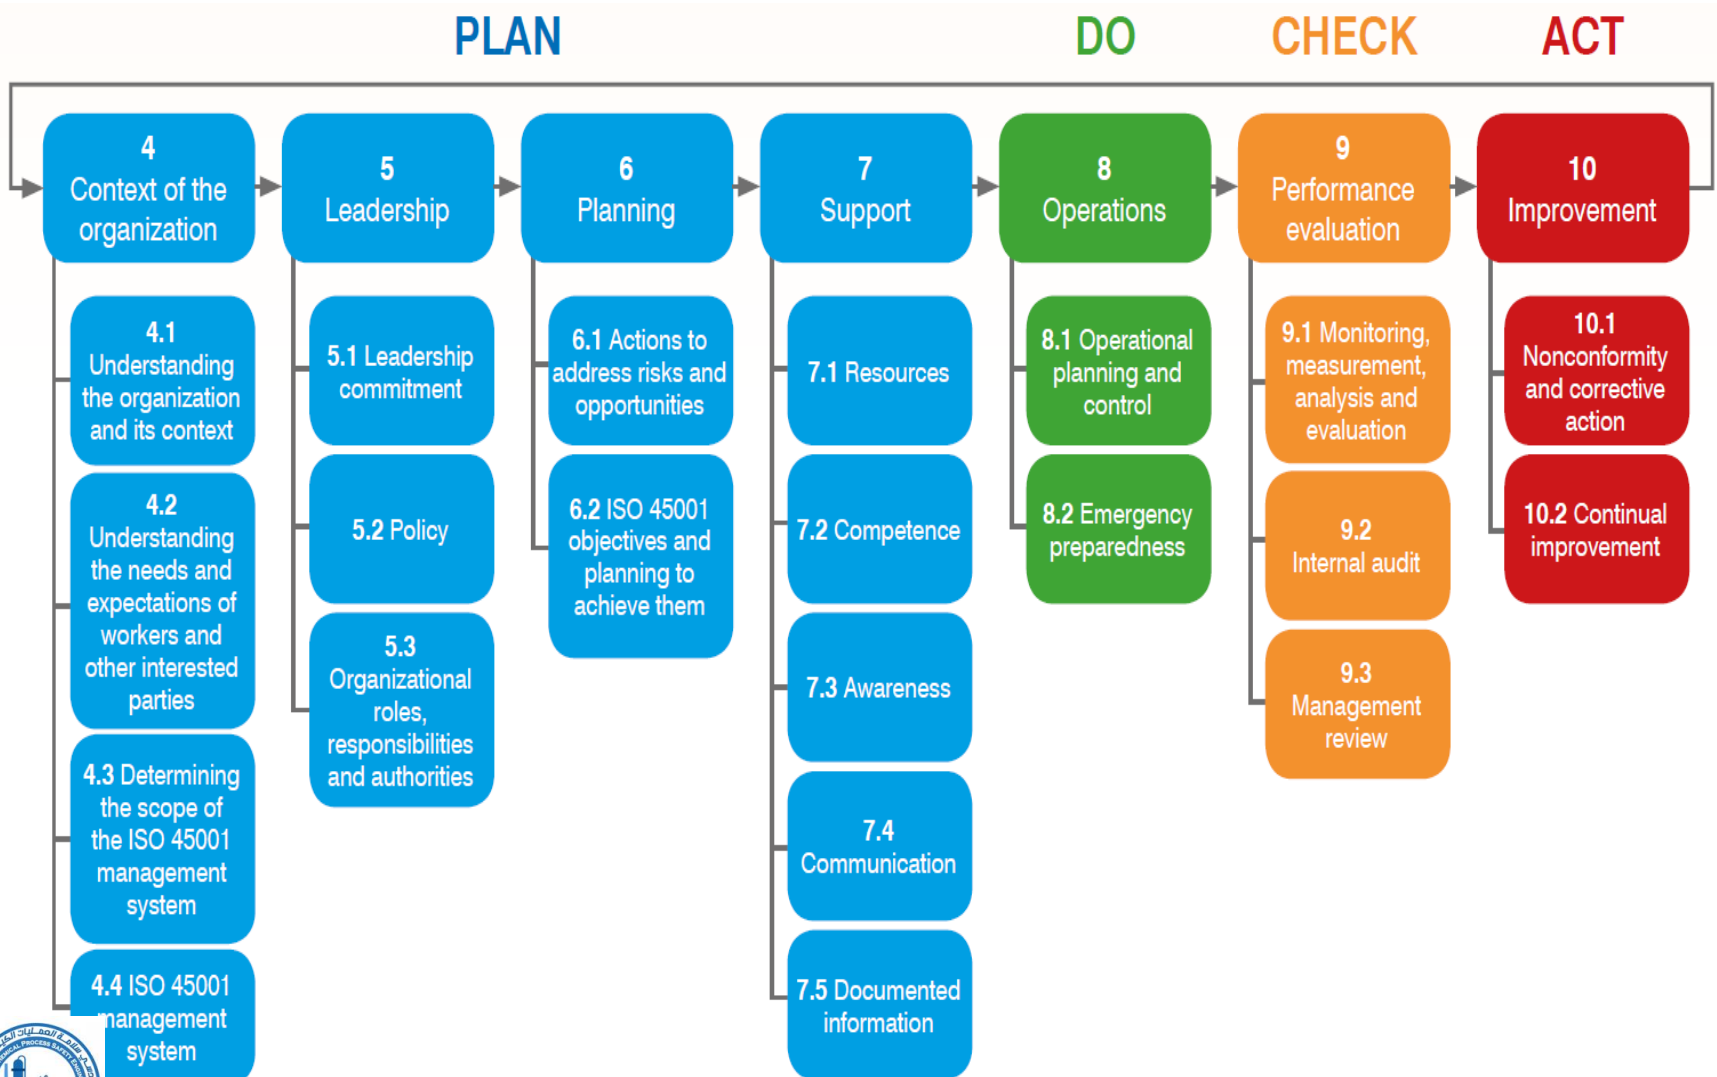 PLAN
DO
CHECK
ACT
4
Context of the
organization
5
Leadership
6
Planning
7
Support
8
Operations
9
Performance
evaluation
10
Improvement
4.1
Understanding
the organization
and its context
4.2
Understanding
the needs and
expectations of
workers and
other interested
parties
4.3 Determining
the scope of
the ISO 45001
management
system
4.4 ISO 45001
management
system
5.1 Leadership
commitment
5.2 Policy
5.3
Organizational
roles,
responsibilities
and authorities
6.1 Actions to
address risks and
opportunities
6.2 ISO 45001
objectives and
planning to
achieve them
7.1 Resources
7.2 Competence
7.3 Awareness
7.4
Communication
7.5 Documented
information
8.1 Operational
planning and
control
8.2 Emergency
preparedness
9.1 Monitoring,
measurement,
analysis and
evaluation
9.2
Internal audit
9.3
Management
review
10.1
Nonconformity
and corrective
action
10.2 Continual
improvement
PROCESS SAFETY